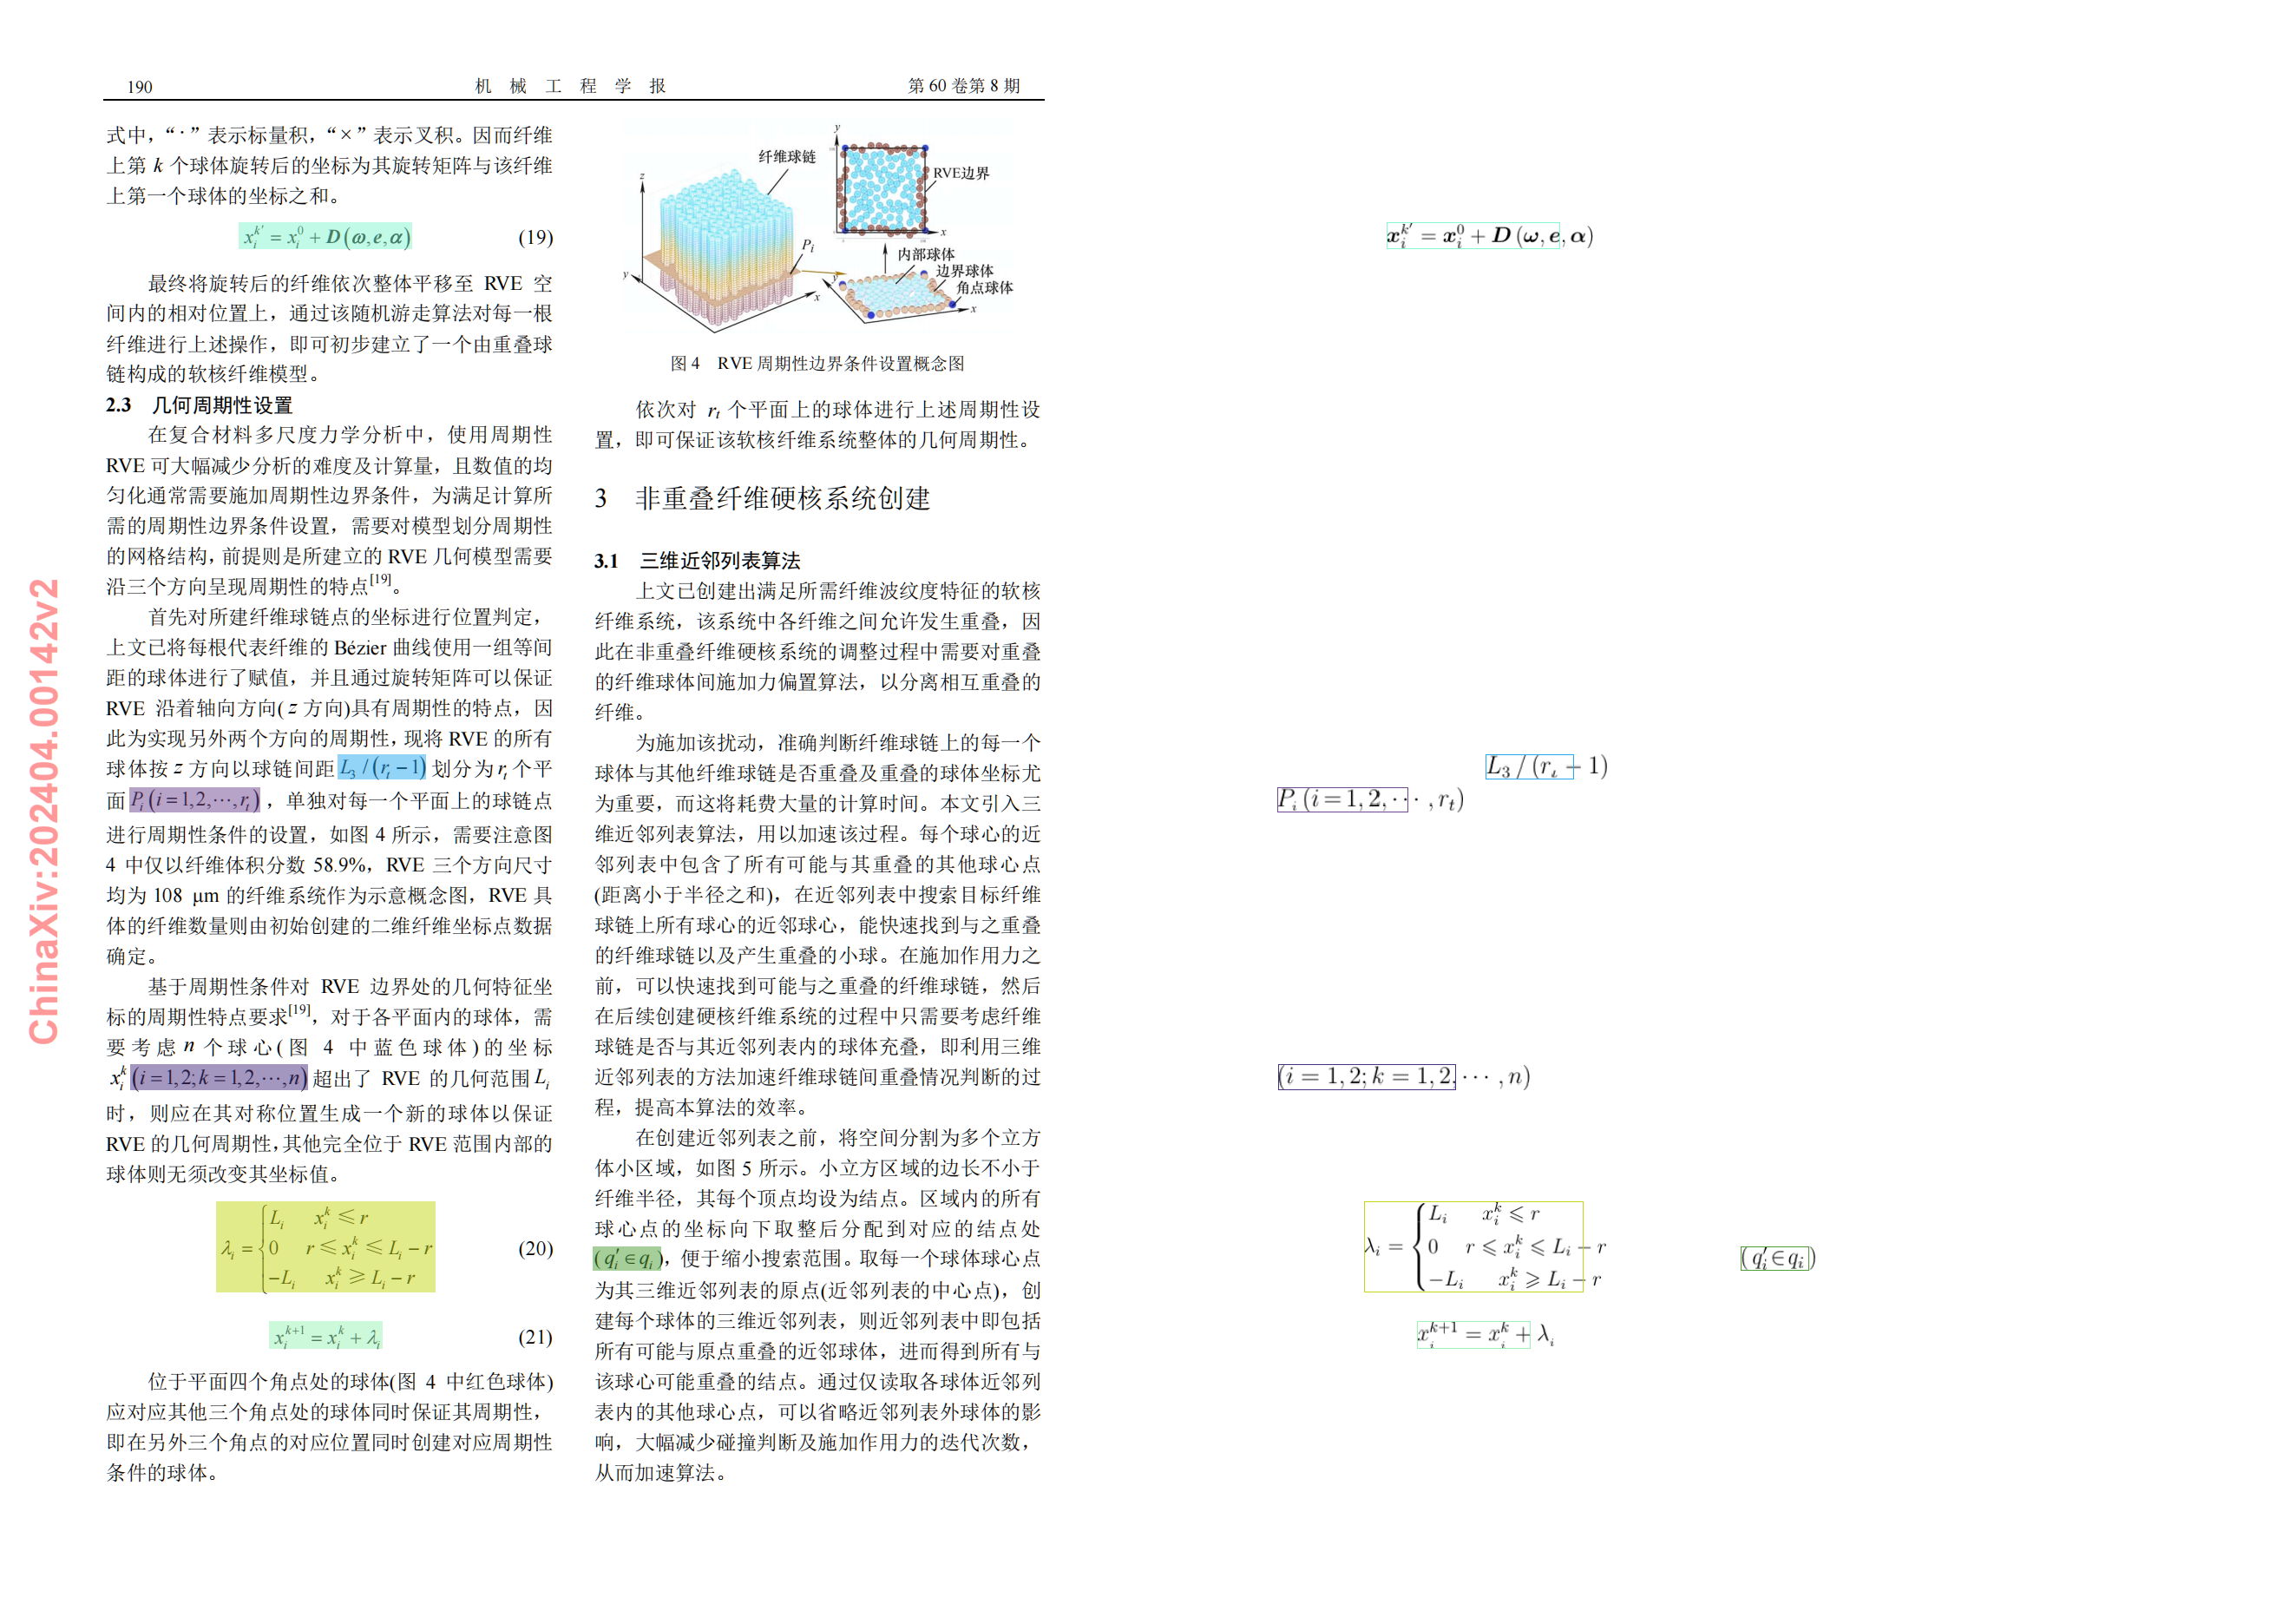 190 机 械 工 程 学 报 第 60 卷第 8 期
式中，“·”表示标量积，“×”表示叉积。因而纤维
上第 k 个球体旋转后的坐标为其旋转矩阵与该纤维
上第一个球体的坐标之和。
x_i^{k'} = x_i^0 + D(ω,e,α) (19)
最终将旋转后的纤维依次整体平移至 RVE 空
间内的相对位置上，通过该随机游走算法对每一根
纤维进行上述操作，即可初步建立了一个由重叠球
链构成的软核纤维模型。
2.3 几何周期性设置
在复合材料多尺度力学分析中，使用周期性
RVE 可大幅减少分析的难度及计算量，且数值的均
匀化通常需要施加周期性边界条件，为满足计算所
需的周期性边界条件设置，需要对模型划分周期性
的网格结构，前提则是所建立的 RVE 几何模型需要
沿三个方向呈现周期性的特点[19]。
首先对所建纤维球链点的坐标进行位置判定，
上文已将每根代表纤维的 Bézier 曲线使用一组等间
距的球体进行了赋值，并且通过旋转矩阵可以保证
RVE 沿着轴向方向(z 方向)具有周期性的特点，因
此为实现另外两个方向的周期性，现将 RVE 的所有
球体按 z 方向以球链间距 L_3 / (r_t − 1) 划分为 r_t 个平
面 P_i (i = 1,2,⋯,r_t)，单独对每一个平面上的球链点
进行周期性条件的设置，如图 4 所示，需要注意图
4 中仅以纤维体积分数 58.9%，RVE 三个方向尺寸
均为 108 μm 的纤维系统作为示意概念图，RVE 具
体的纤维数量则由初始创建的二维纤维坐标点数据
确定。
基于周期性条件对 RVE 边界处的几何特征坐
标的周期性特点要求[19]，对于各平面内的球体，需
要考虑 n 个球心(图 4 中蓝色球体)的坐标
x_i^k (i = 1,2; k = 1,2,⋯,n) 超出了 RVE 的几何范围 L_i
时，则应在其对称位置生成一个新的球体以保证
RVE 的几何周期性，其他完全位于 RVE 范围内部的
球体则无须改变其坐标值。
L_i x_i^k ≤ r
λ_i = { 0 r ≤ x_i^k ≤ L_i − r (20)
−L_i x_i^k ≥ L_i − r
x_i^{k+1} = x_i^k + λ_i (21)
位于平面四个角点处的球体(图 4 中红色球体)
应对应其他三个角点处的球体同时保证其周期性，
即在另外三个角点的对应位置同时创建对应周期性
条件的球体。
纤维球链
RVE边界
P_i
内部球体
边界球体
角点球体
z
y
x
y
x
y
x
图 4 RVE 周期性边界条件设置概念图
依次对 r_t 个平面上的球体进行上述周期性设
置，即可保证该软核纤维系统整体的几何周期性。
3 非重叠纤维硬核系统创建
3.1 三维近邻列表算法
上文已创建出满足所需纤维波纹度特征的软核
纤维系统，该系统中各纤维之间允许发生重叠，因
此在非重叠纤维硬核系统的调整过程中需要对重叠
的纤维球体间施加力偏置算法，以分离相互重叠的
纤维。
为施加该扰动，准确判断纤维球链上的每一个
球体与其他纤维球链是否重叠及重叠的球体坐标尤
为重要，而这将耗费大量的计算时间。本文引入三
维近邻列表算法，用以加速该过程。每个球心的近
邻列表中包含了所有可能与其重叠的其他球心点
(距离小于半径之和)，在近邻列表中搜索目标纤维
球链上所有球心的近邻球心，能快速找到与之重叠
的纤维球链以及产生重叠的小球。在施加作用力之
前，可以快速找到可能与之重叠的纤维球链，然后
在后续创建硬核纤维系统的过程中只需要考虑纤维
球链是否与其近邻列表内的球体充叠，即利用三维
近邻列表的方法加速纤维球链间重叠情况判断的过
程，提高本算法的效率。
在创建近邻列表之前，将空间分割为多个立方
体小区域，如图 5 所示。小立方区域的边长不小于
纤维半径，其每个顶点均设为结点。区域内的所有
球心点的坐标向下取整后分配到对应的结点处
(q_i' ∈ q_i)，便于缩小搜索范围。取每一个球体球心点
为其三维近邻列表的原点(近邻列表的中心点)，创
建每个球体的三维近邻列表，则近邻列表中即包括
所有可能与原点重叠的近邻球体，进而得到所有与
该球心可能重叠的结点。通过仅读取各球体近邻列
表内的其他球心点，可以省略近邻列表外球体的影
响，大幅减少碰撞判断及施加作用力的迭代次数，
从而加速算法。
ChinaXiv:202404.00142v2
x_i^{k'} = x_i^0 + D (ω, e, α)
L_3 / (r_t − 1)
P_i (i = 1, 2, ⋯ , r_t)
(i = 1, 2; k = 1, 2, ⋯ , n)
L_i x_i^k ⩽ r
λ_i = { 0 r ⩽ x_i^k ⩽ L_i − r
−L_i x_i^k ⩾ L_i − r
(q_i' ∈ q_i)
x_i^{k+1} = x_i^k + λ_i